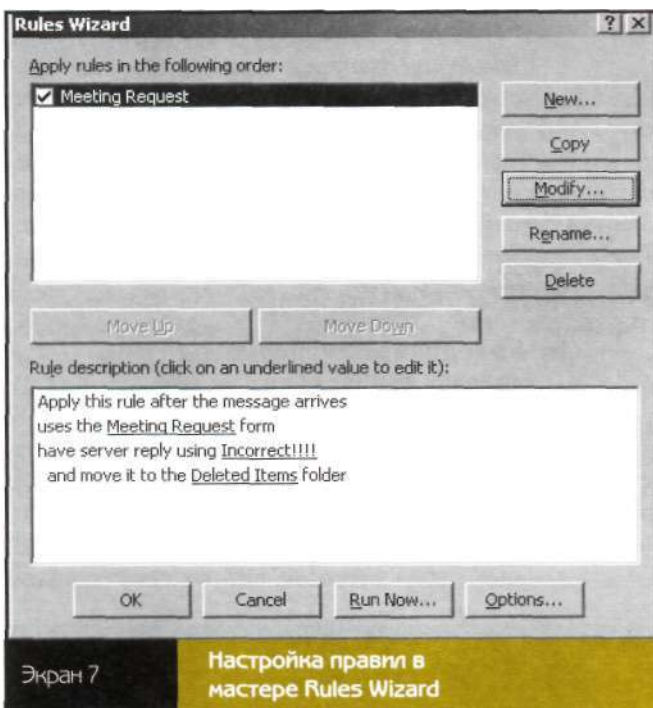 Rules Wizard
Apply rules in the following order:
Meeting Request
New...
Copy
Modify...
Rename...
Delete
Move Up
Move Down
Rule description (click on an underlined value to edit it):
Apply this rule after the message arrives
uses the Meeting Request form
have server reply using Incorrect!!!!
and move it to the Deleted Items folder
OK
Cancel
Run Now...
Options...
Экран 7
Настройка правил в
мастере Rules Wizard